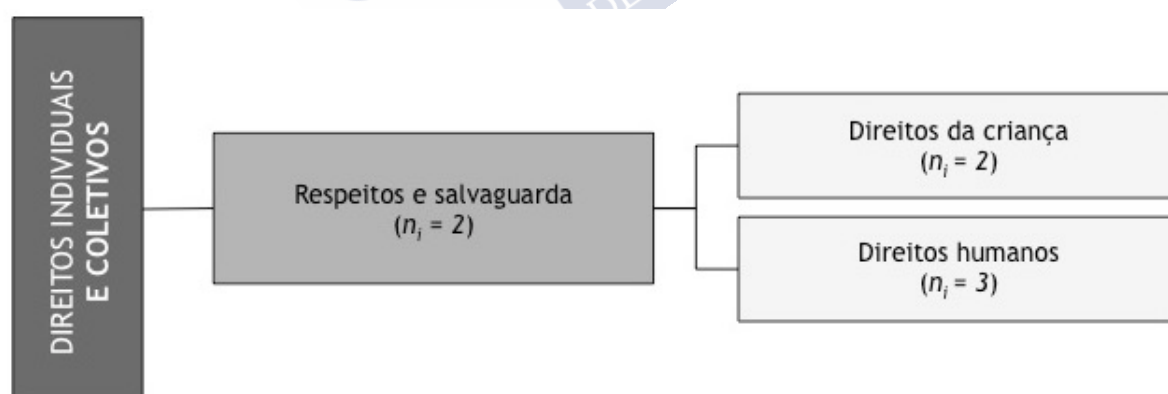 DIREITOS INDIVIDUAIS
E COLETIVOS
Respeitos e salvaguarda
(nᵢ = 2)
Direitos da criança
(nᵢ = 2)
Direitos humanos
(nᵢ = 3)